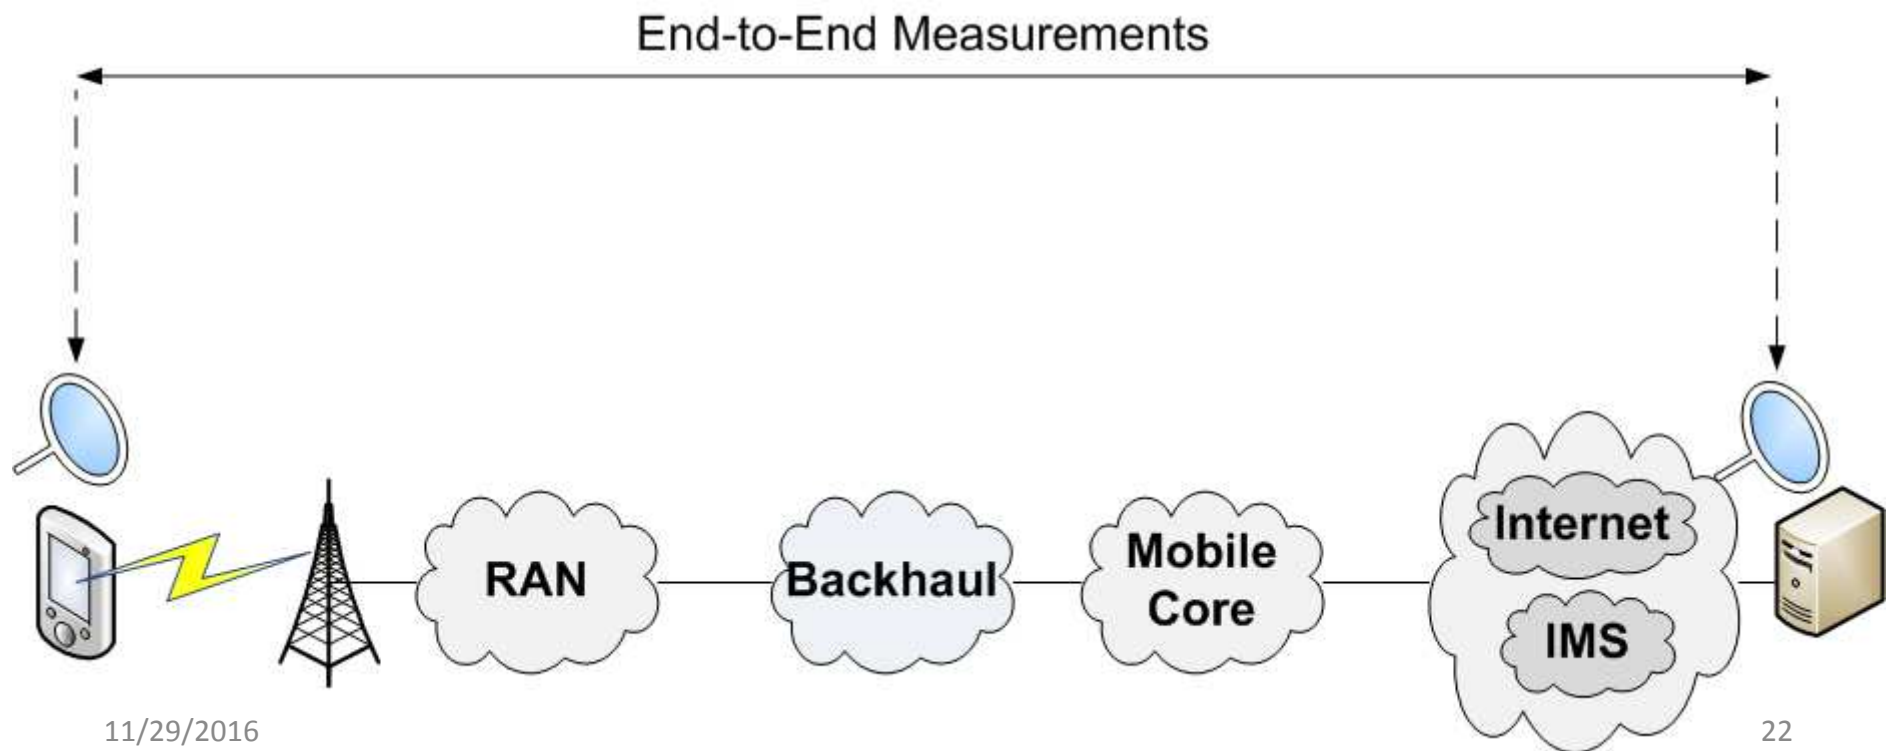 End-to-End Measurements
RAN
Backhaul
Mobile
Core
Internet
IMS
11/29/2016
22